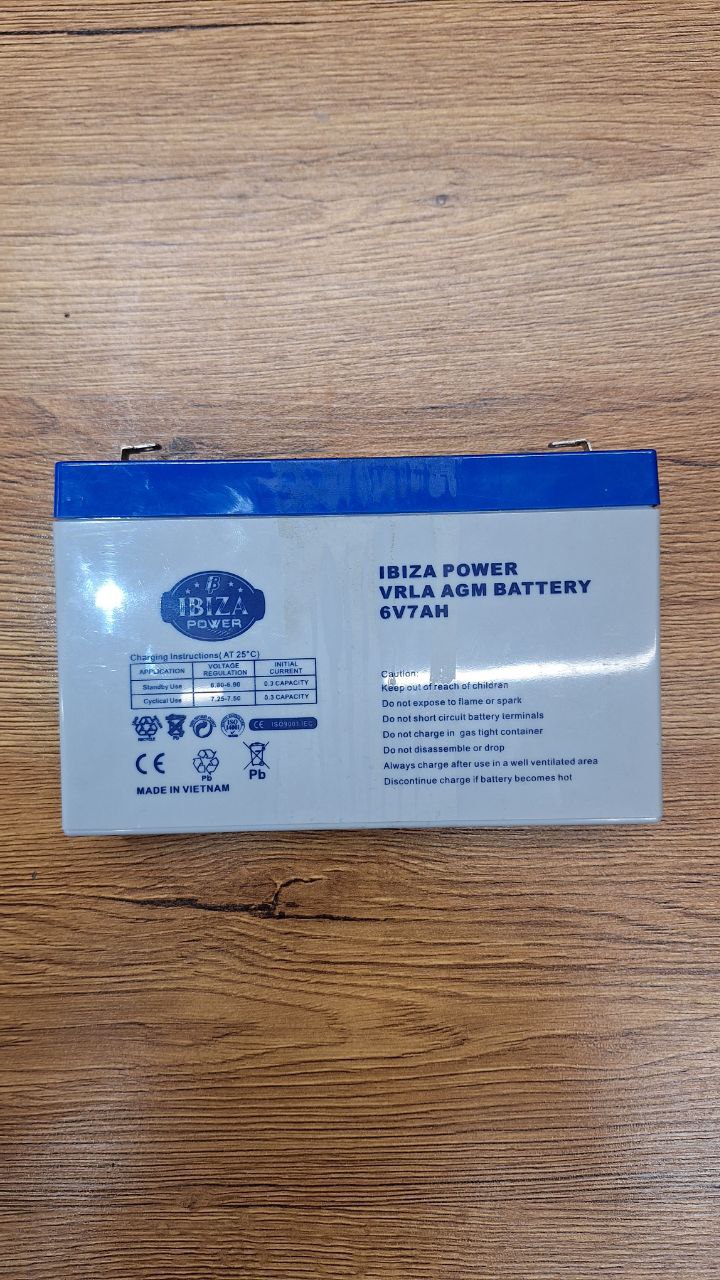 IBIZA
POWER
IBIZA POWER
VRLA AGM BATTERY
6V7AH
Charging Instructions( AT 25°C)
APPLICATION VOLTAGE REGULATION INITIAL CURRENT
Standby Use 6.80-6.90 0.3 CAPACITY
Cyclical Use 7.25-7.50 0.3 CAPACITY
CE ISO9001 IEC
CE Pb Pb
MADE IN VIETNAM
Caution:
Keep out of reach of children
Do not expose to flame or spark
Do not short circuit battery terminals
Do not charge in gas tight container
Do not disassemble or drop
Always charge after use in a well ventilated area
Discontinue charge if battery becomes hot